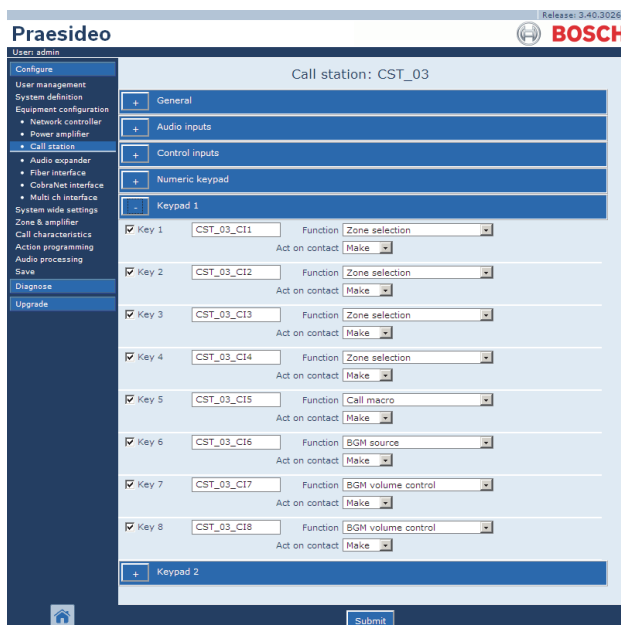 Release: 3.40.3026
Praesideo
BOSCH
User: admin
Configure
User management
System definition
Equipment configuration
• Network controller
• Power amplifier
• Call station
• Audio expander
• Fiber interface
• CobraNet interface
• Multi ch interface
System wide settings
Zone & amplifier
Call characteristics
Action programming
Audio processing
Save
Diagnose
Upgrade
Call station: CST_03
+ General
+ Audio inputs
+ Control inputs
+ Numeric keypad
- Keypad 1
Key 1 CST_03_CI1 Function Zone selection
Act on contact Make
Key 2 CST_03_CI2 Function Zone selection
Act on contact Make
Key 3 CST_03_CI3 Function Zone selection
Act on contact Make
Key 4 CST_03_CI4 Function Zone selection
Act on contact Make
Key 5 CST_03_CI5 Function Call macro
Act on contact Make
Key 6 CST_03_CI6 Function BGM source
Act on contact Make
Key 7 CST_03_CI7 Function BGM volume control
Act on contact Make
Key 8 CST_03_CI8 Function BGM volume control
Act on contact Make
+ Keypad 2
Submit